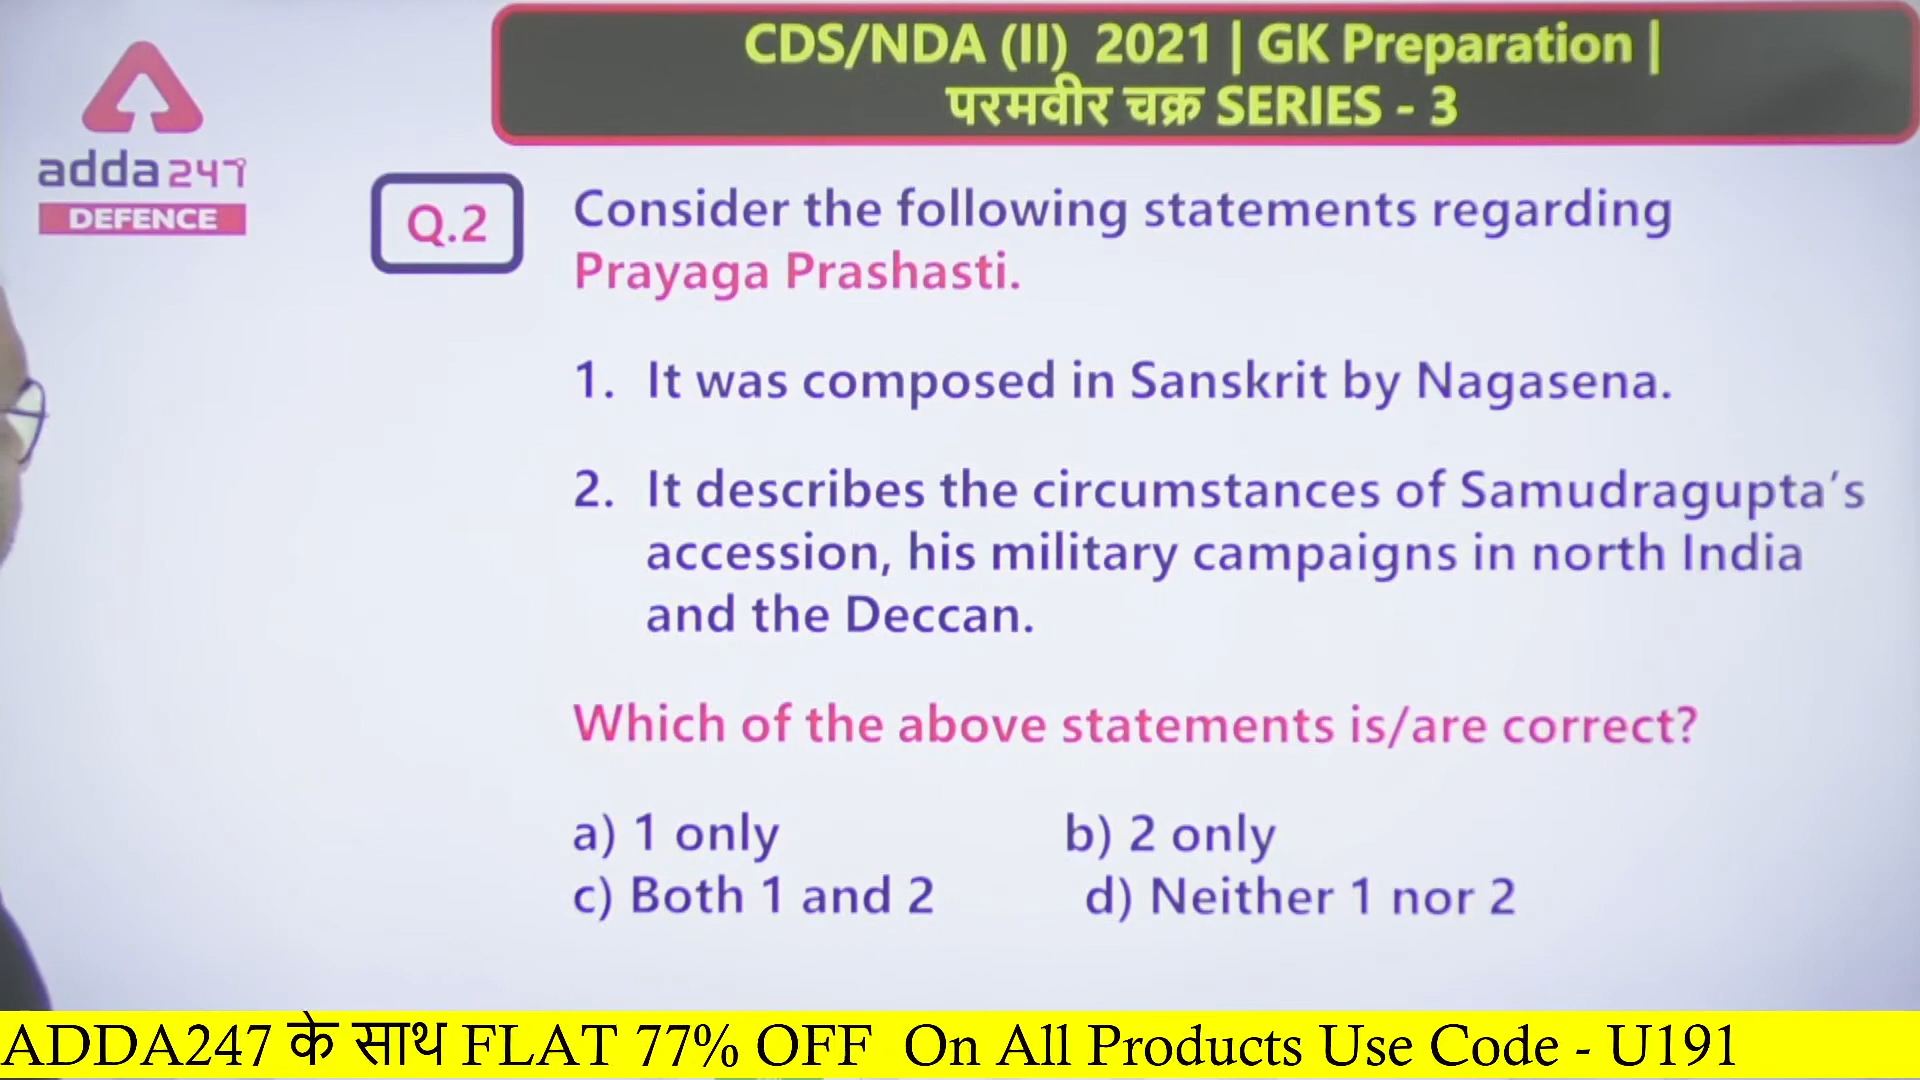 CDS/NDA (II) 2021 | GK Preparation |
परमवीर चक्र SERIES - 3
adda247
DEFENCE
Q.2
Consider the following statements regarding
Prayaga Prashasti.
1. It was composed in Sanskrit by Nagasena.
2. It describes the circumstances of Samudragupta's
accession, his military campaigns in north India
and the Deccan.
Which of the above statements is/are correct?
a) 1 only b) 2 only
c) Both 1 and 2 d) Neither 1 nor 2
ADDA247 के साथ FLAT 77% OFF On All Products Use Code - U191